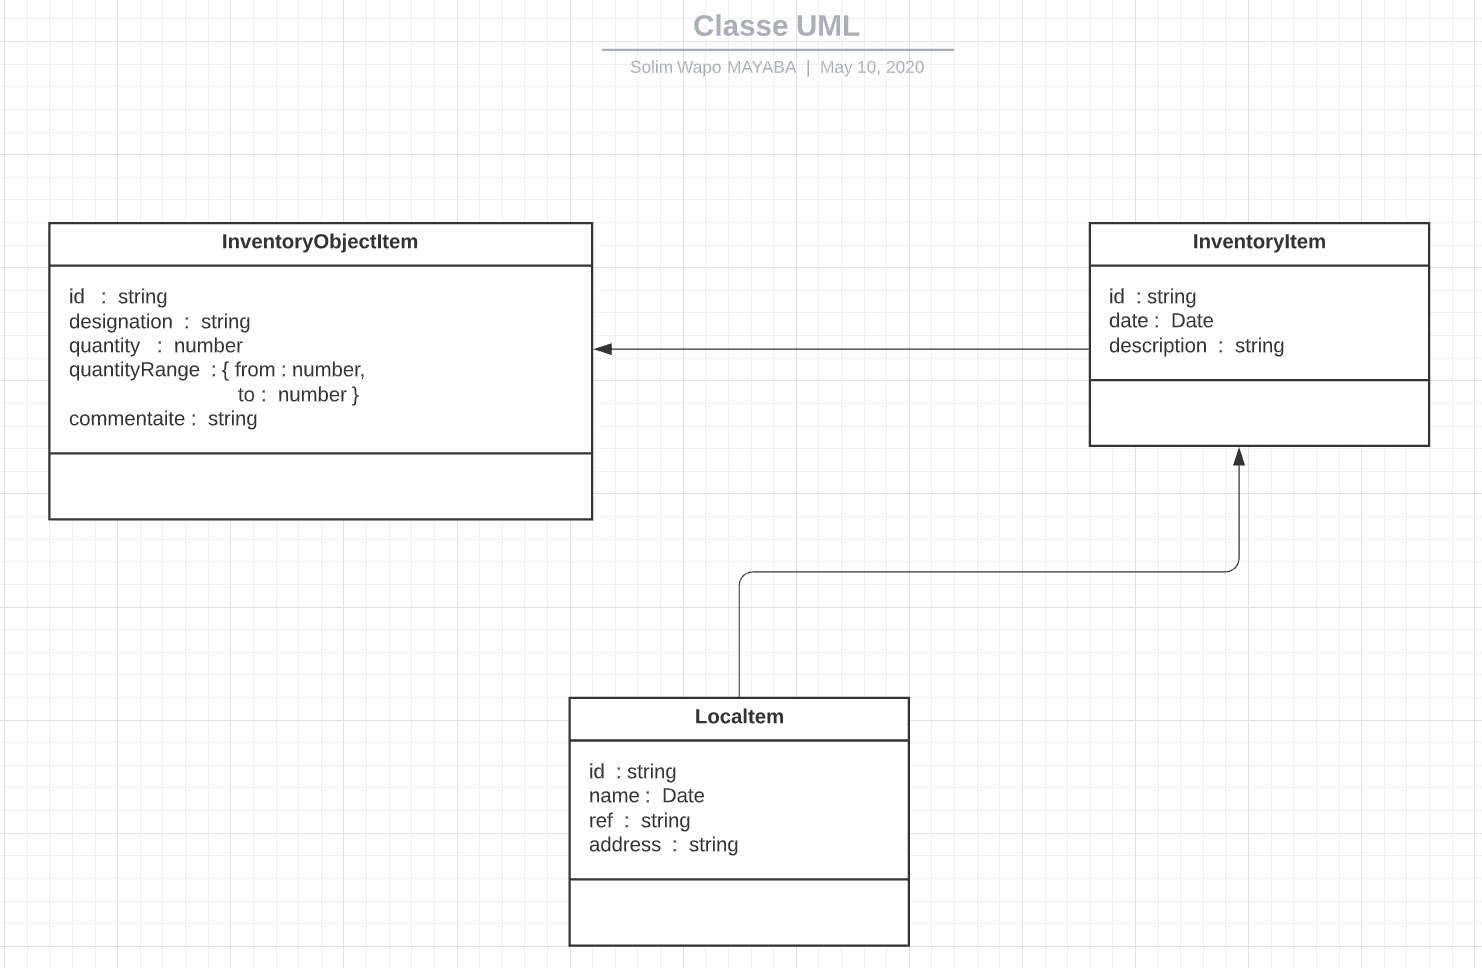 Classe UML
Solim Wapo MAYABA | May 10, 2020
InventoryObjectItem
id : string
designation : string
quantity : number
quantityRange : { from : number,
to : number }
commentaite : string
InventoryItem
id : string
date : Date
description : string
LocaItem
id : string
name : Date
ref : string
address : string